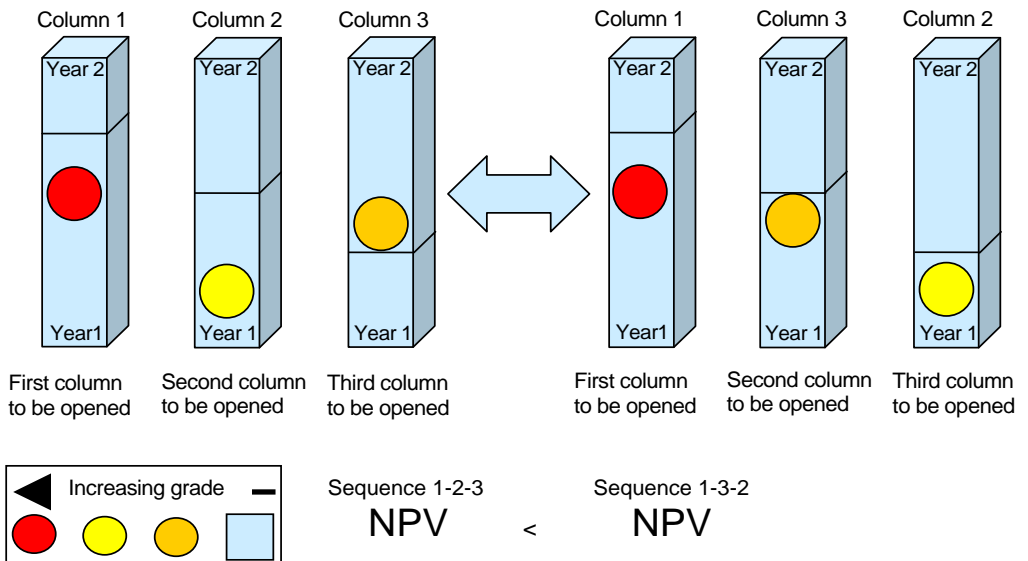 Column 1
Column 2
Column 3
Column 1
Column 3
Column 2
Year 2
Year 2
Year 2
Year 2
Year 2
Year 2
Year1
Year 1
Year 1
Year1
Year 1
Year 1
First column
to be opened
Second column
to be opened
Third column
to be opened
First column
to be opened
Second column
to be opened
Third column
to be opened
Increasing grade
Sequence 1-2-3
Sequence 1-3-2
NPV < NPV